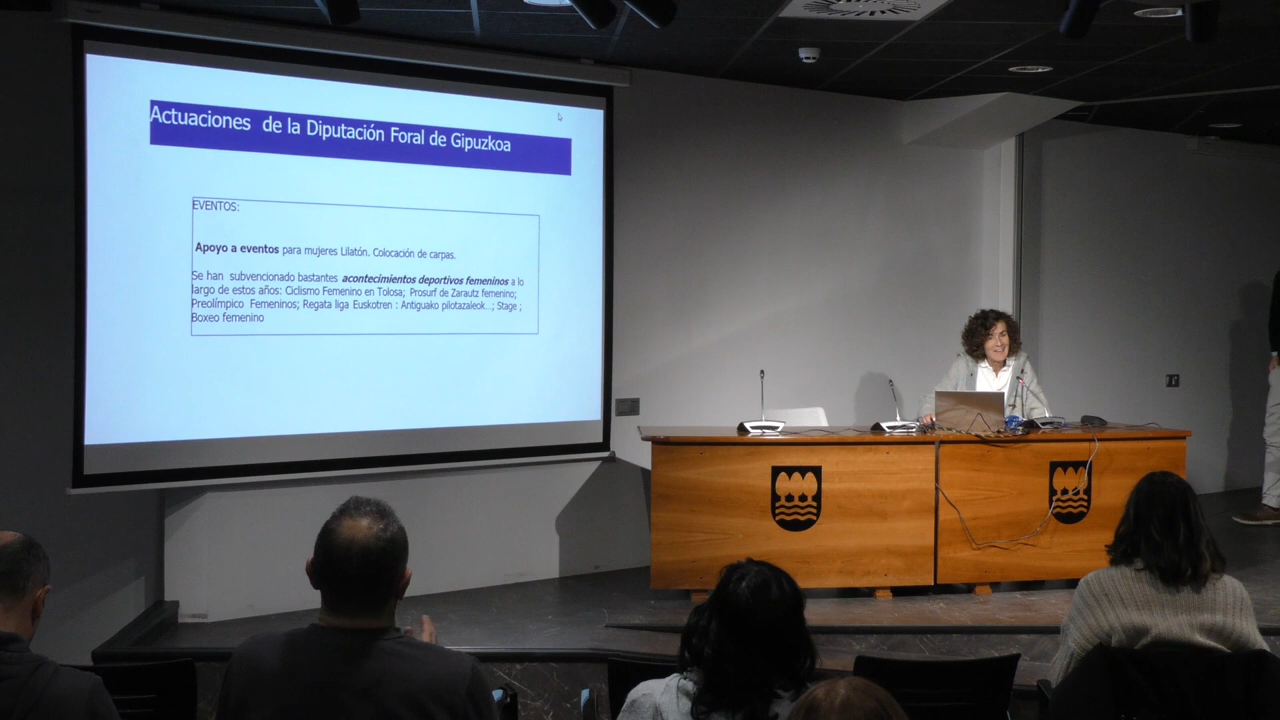 Actuaciones de la Diputación Foral de Gipuzkoa
EVENTOS:
Apoyo a eventos para mujeres Lilatón. Colocación de carpas.
Se han subvencionado bastantes acontecimientos deportivos femeninos a lo
largo de estos años: Ciclismo Femenino en Tolosa; Prosurf de Zarautz femenino;
Preolímpico Femeninos; Regata liga Euskotren : Antiguako pilotazaleok...; Stage ;
Boxeo femenino